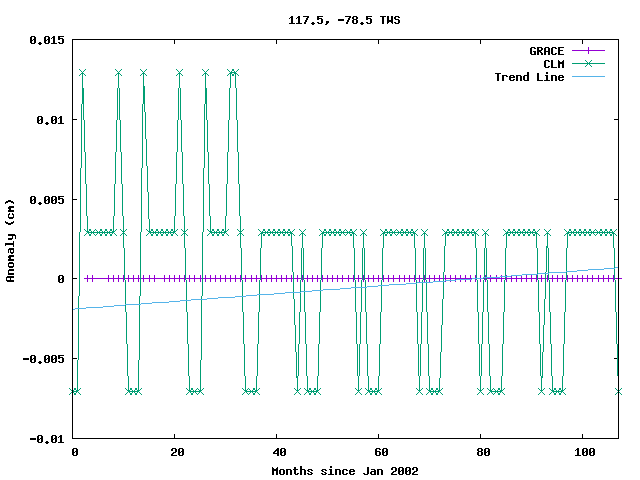 117.5, -78.5 TWS
0.015
0.01
0.005
0
-0.005
-0.01
Anomaly (cm)
GRACE
CLM
Trend Line
0 20 40 60 80 100
Months since Jan 2002